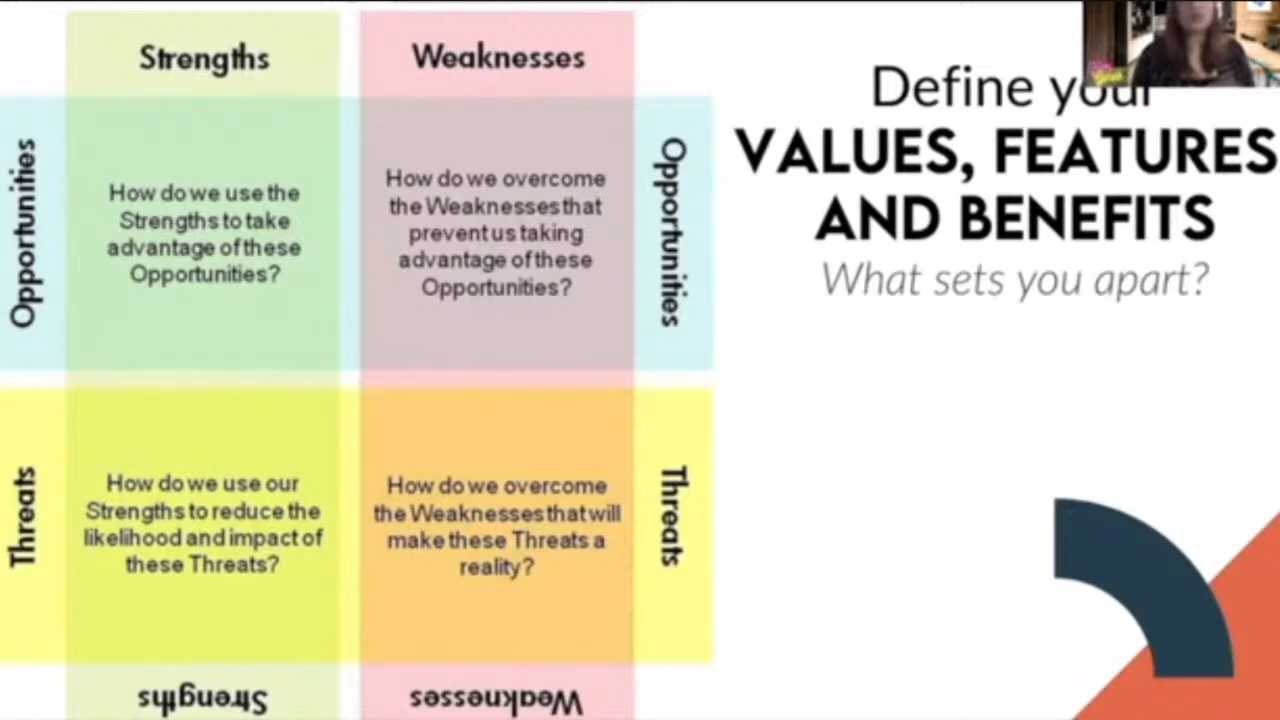 Strengths
Weaknesses
Opportunities
How do we use the
Strengths to take
advantage of these
Opportunities?
How do we overcome
the Weaknesses that
prevent us taking
advantage of these
Opportunities?
Opportunities
Threats
How do we use our
Strengths to reduce the
likelihood and impact of
these Threats?
How do we overcome
the Weaknesses that will
make these Threats a
reality?
Threats
Strengths
Weaknesses
Define your
VALUES, FEATURES
AND BENEFITS
What sets you apart?